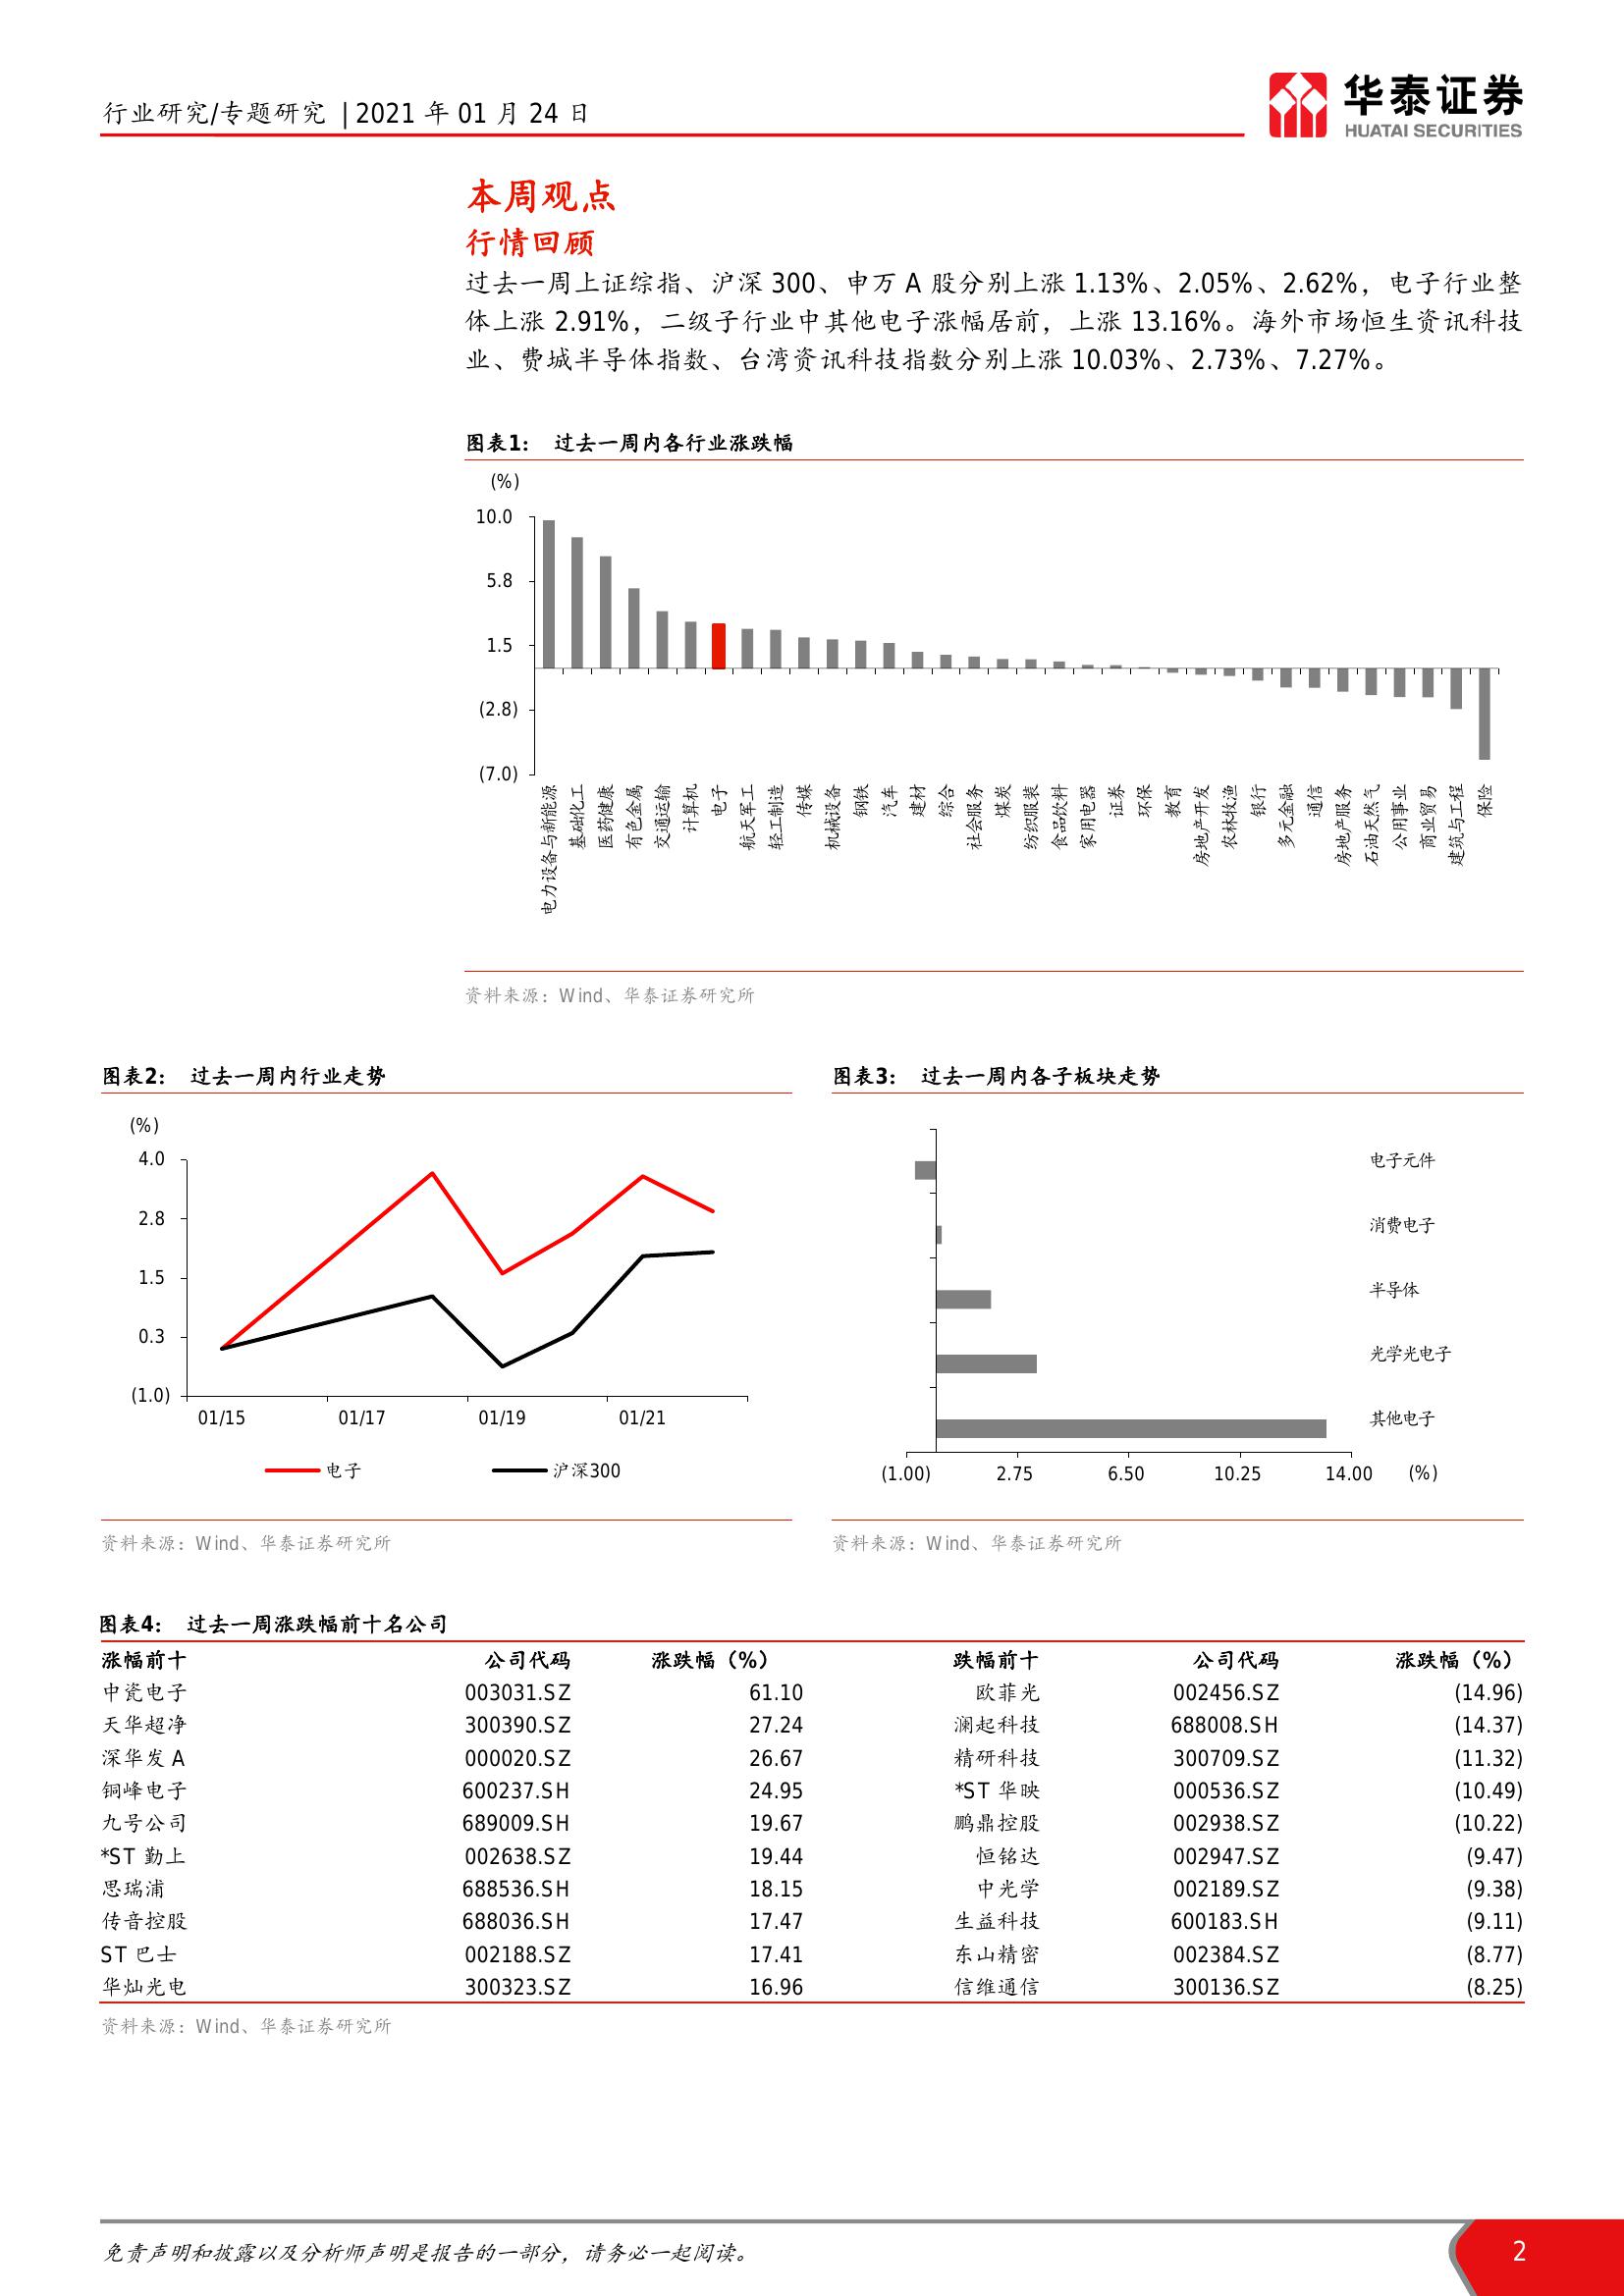 行业研究/专题研究 | 2021 年 01 月 24 日
华泰证券
HUATAI SECURITIES
本周观点
行情回顾
过去一周上证综指、沪深 300、申万 A 股分别上涨 1.13%、2.05%、2.62%，电子行业整
体上涨 2.91%，二级子行业中其他电子涨幅居前，上涨 13.16%。海外市场恒生资讯科技
业、费城半导体指数、台湾资讯科技指数分别上涨 10.03%、2.73%、7.27%。
图表1： 过去一周内各行业涨跌幅
(%)
10.0
5.8
1.5
(2.8)
(7.0)
电力设备与新能源
基础化工
医药健康
有色金属
交通运输
计算机
电子
航天军工
轻工制造
传媒
机械设备
钢铁
汽车
建材
综合
社会服务
煤炭
纺织服装
食品饮料
家用电器
证券
环保
教育
房地产开发
农林牧渔
银行
多元金融
通信
房地产服务
石油天然气
公用事业
商业贸易
建筑与工程
保险
资料来源：Wind、华泰证券研究所
图表2： 过去一周内行业走势
(%)
4.0
2.8
1.5
0.3
(1.0)
01/15 01/17 01/19 01/21
电子 沪深300
资料来源：Wind、华泰证券研究所
图表3： 过去一周内各子板块走势
电子元件
消费电子
半导体
光学光电子
其他电子
(1.00) 2.75 6.50 10.25 14.00 (%)
资料来源：Wind、华泰证券研究所
图表4： 过去一周涨跌幅前十名公司
涨幅前十 公司代码 涨跌幅（%） 跌幅前十 公司代码 涨跌幅（%）
中瓷电子 003031.SZ 61.10 欧菲光 002456.SZ (14.96)
天华超净 300390.SZ 27.24 澜起科技 688008.SH (14.37)
深华发 A 000020.SZ 26.67 精研科技 300709.SZ (11.32)
铜峰电子 600237.SH 24.95 *ST 华映 000536.SZ (10.49)
九号公司 689009.SH 19.67 鹏鼎控股 002938.SZ (10.22)
*ST 勤上 002638.SZ 19.44 恒铭达 002947.SZ (9.47)
思瑞浦 688536.SH 18.15 中光学 002189.SZ (9.38)
传音控股 688036.SH 17.47 生益科技 600183.SH (9.11)
ST 巴士 002188.SZ 17.41 东山精密 002384.SZ (8.77)
华灿光电 300323.SZ 16.96 信维通信 300136.SZ (8.25)
资料来源：Wind、华泰证券研究所
免责声明和披露以及分析师声明是报告的一部分，请务必一起阅读。
2